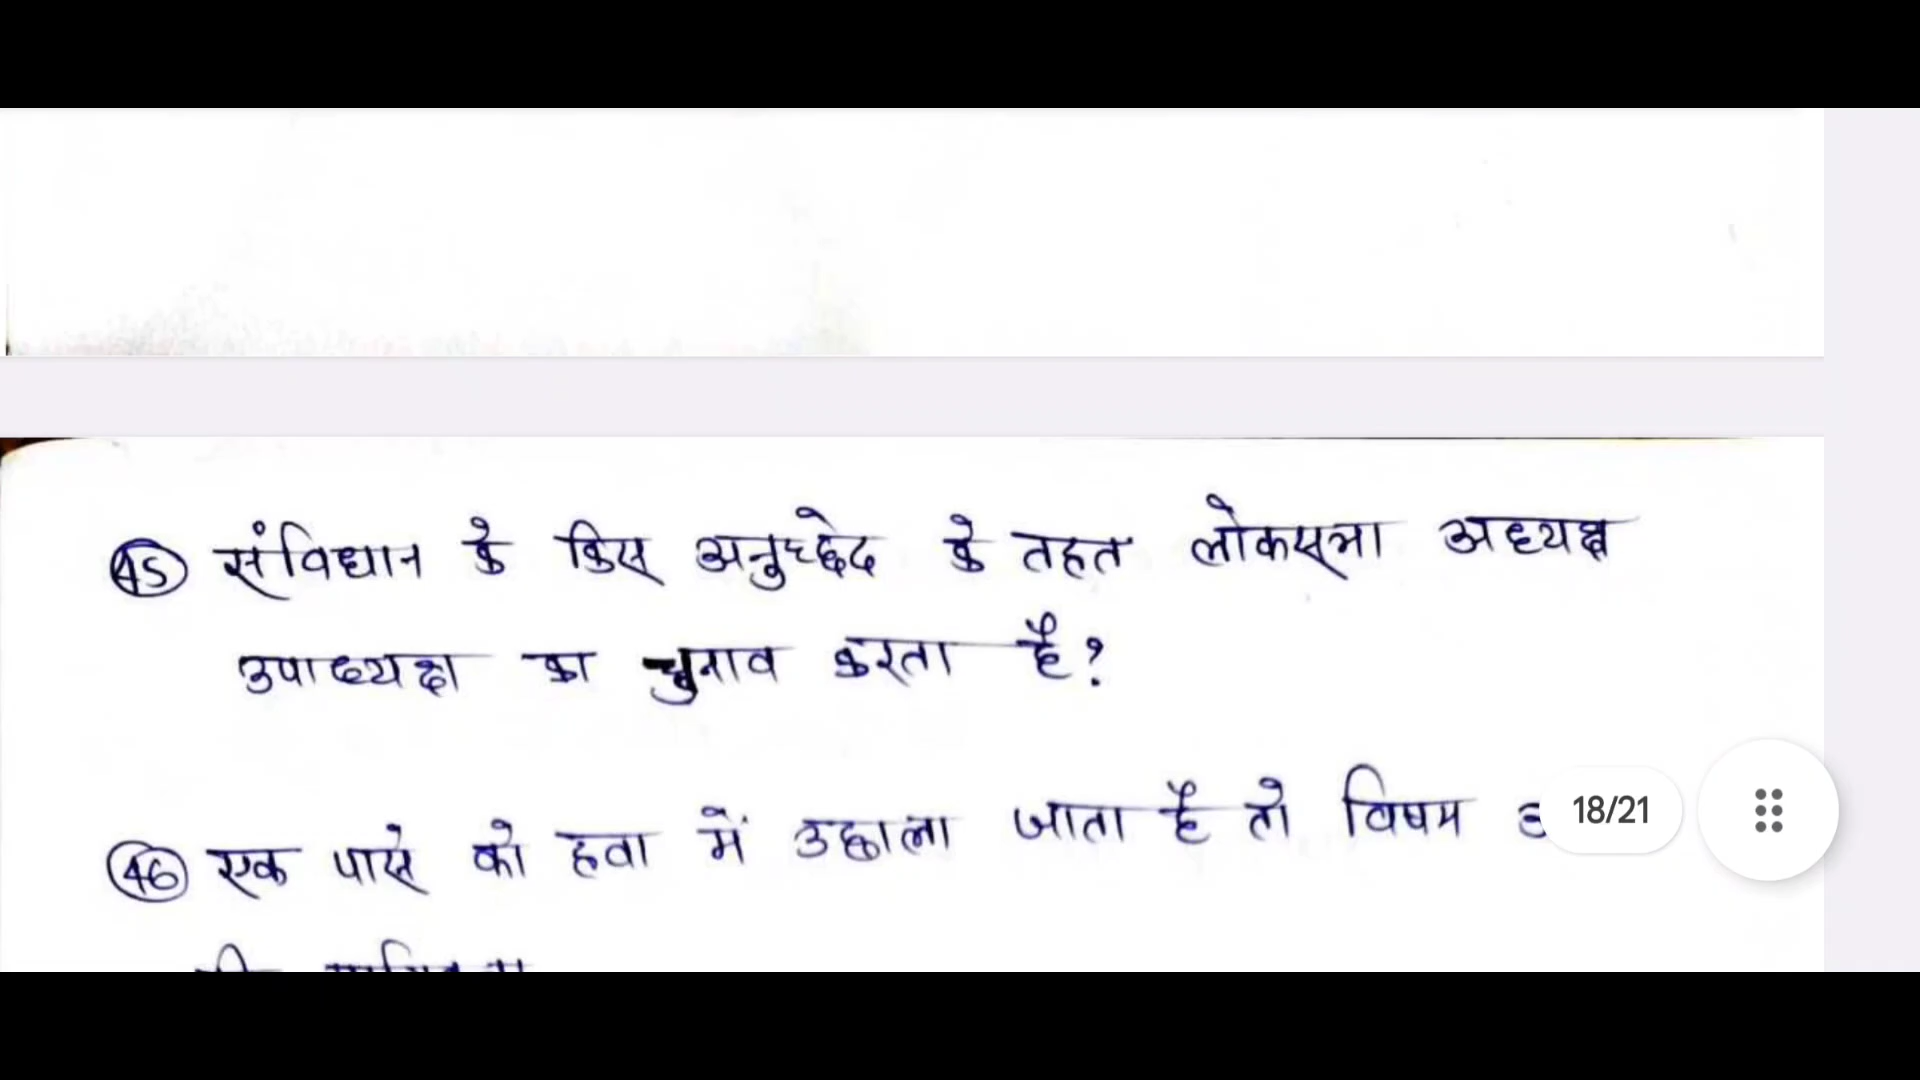 45 संविधान के किस अनुच्छेद के तहत लोकसभा अध्यक्ष
उपाध्यक्ष का चुनाव करता है?
46 एक पासे को हवा में उछाला जाता है तो विषम
18/21